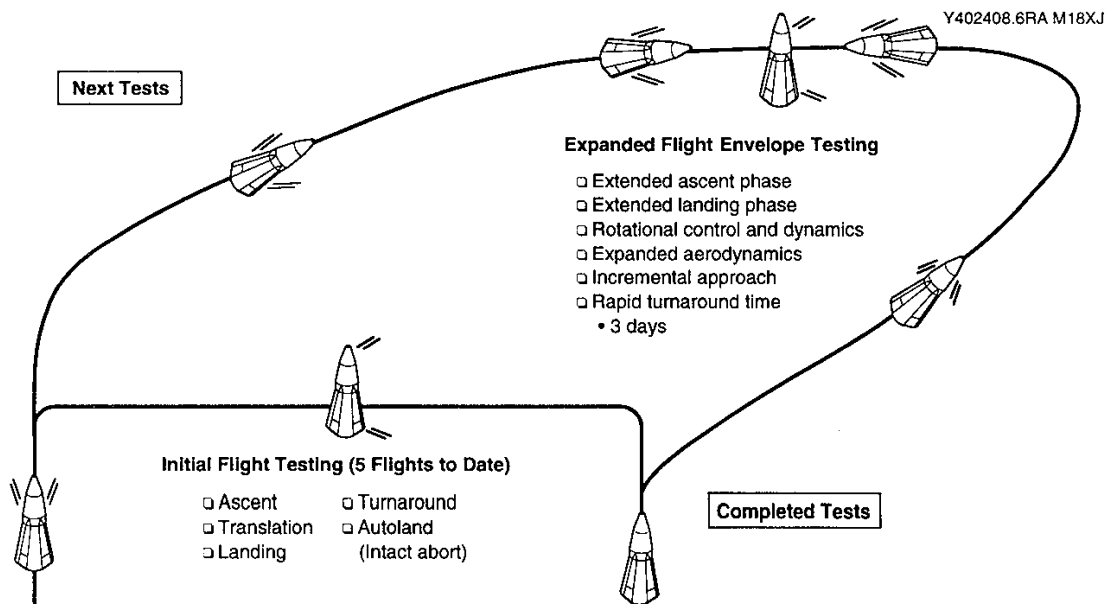 Y402408.6RA M18XJ
Next Tests
Expanded Flight Envelope Testing
❑ Extended ascent phase
❑ Extended landing phase
❑ Rotational control and dynamics
❑ Expanded aerodynamics
❑ Incremental approach
❑ Rapid turnaround time
• 3 days
Initial Flight Testing (5 Flights to Date)
❑ Ascent
❑ Translation
❑ Landing
❑ Turnaround
❑ Autoland
(Intact abort)
Completed Tests